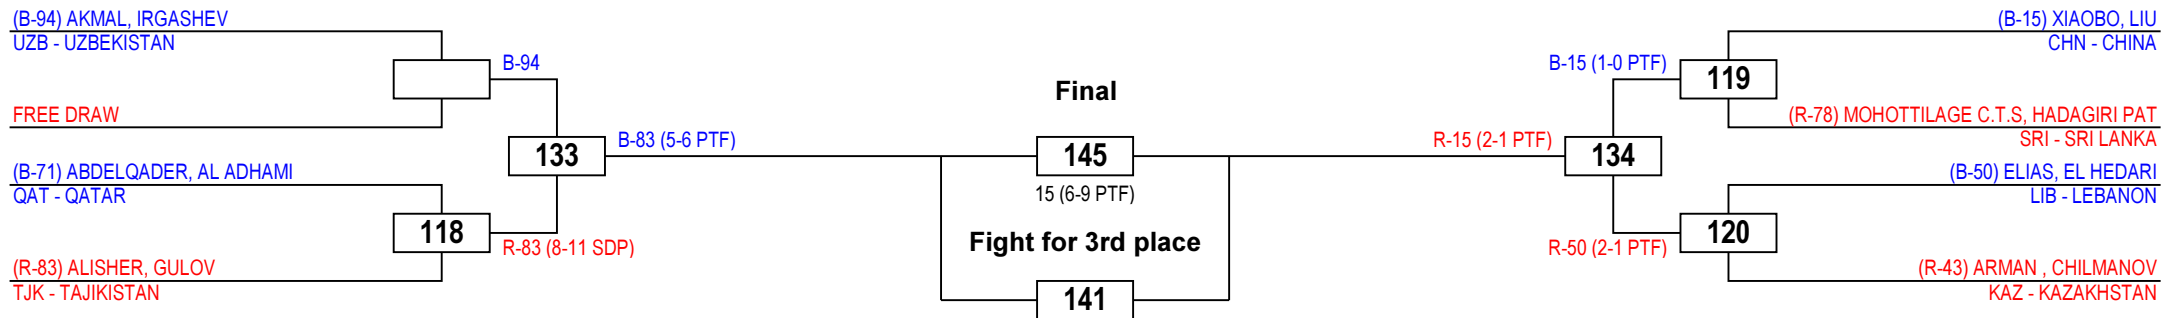 (B-94) AKMAL, IRGASHEV
UZB - UZBEKISTAN
B-94
FREE DRAW
133
B-83 (5-6 PTF)
(B-71) ABDELQADER, AL ADHAMI
QAT - QATAR
118
R-83 (8-11 SDP)
(R-83) ALISHER, GULOV
TJK - TAJIKISTAN
Final
145
15 (6-9 PTF)
Fight for 3rd place
141
(B-15) XIAOBO, LIU
CHN - CHINA
B-15 (1-0 PTF)
119
(R-78) MOHOTTILAGE C.T.S, HADAGIRI PAT
SRI - SRI LANKA
R-15 (2-1 PTF)
134
(B-50) ELIAS, EL HEDARI
LIB - LEBANON
120
R-50 (2-1 PTF)
(R-43) ARMAN , CHILMANOV
KAZ - KAZAKHSTAN